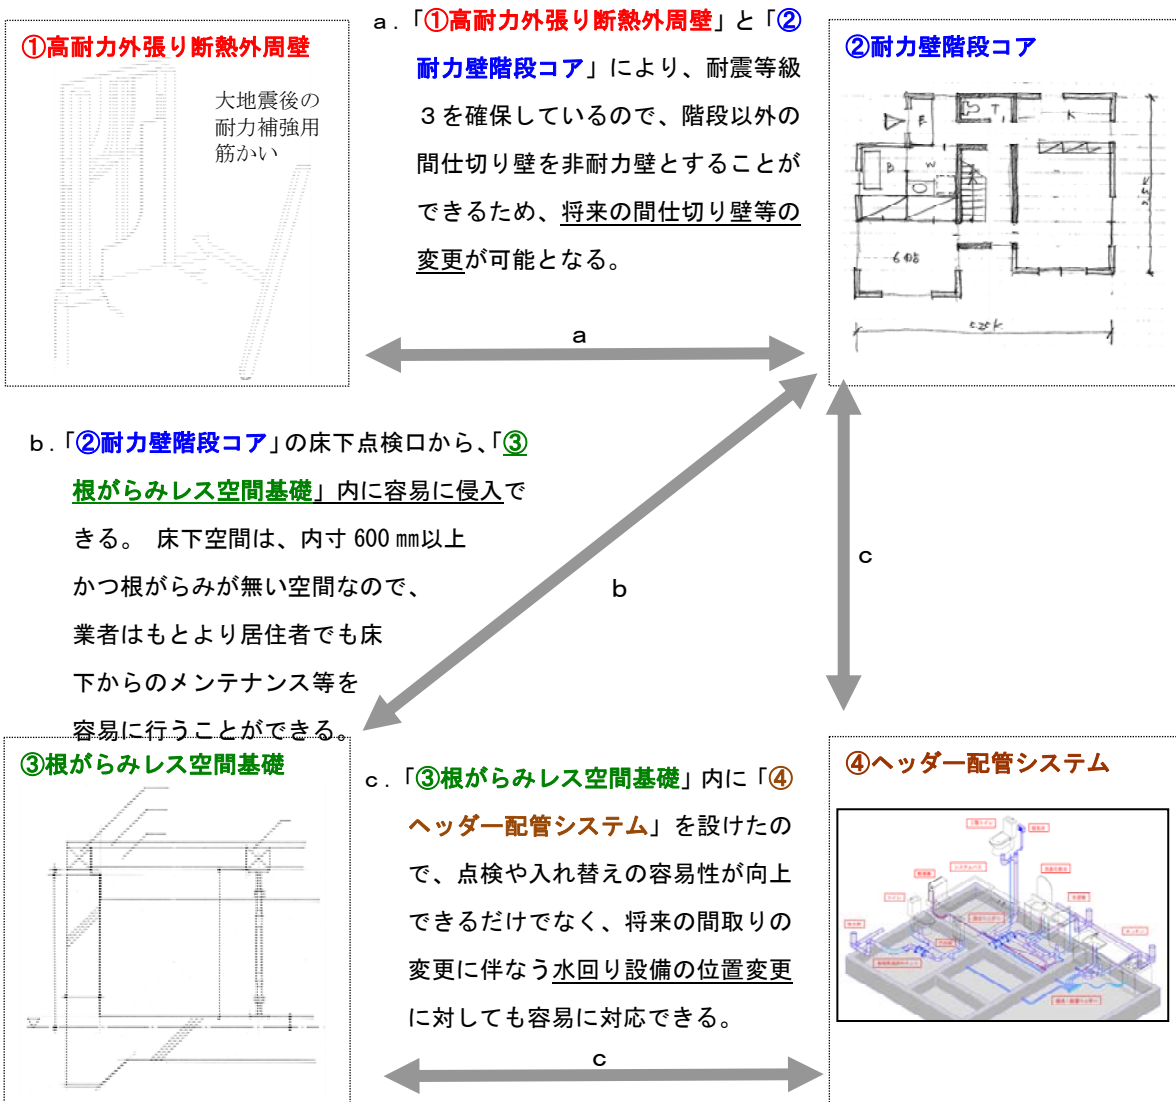 ①高耐力外張り断熱外周壁
大地震後の
耐力補強用
筋かい
a.「①高耐力外張り断熱外周壁」と「②
耐力壁階段コア」により、耐震等級
3を確保しているので、階段以外の
間仕切り壁を非耐力壁とすることが
できるため、将来の間仕切り壁等の
変更が可能となる。
②耐力壁階段コア
T
K
B
W
a
b.「②耐力壁階段コア」の床下点検口から、「③
根がらみレス空間基礎」内に容易に侵入で
きる。 床下空間は、内寸 600 ㎜以上
かつ根がらみが無い空間なので、
業者はもとより居住者でも床
下からのメンテナンス等を
容易に行うことができる。
b
c
③根がらみレス空間基礎
c.「③根がらみレス空間基礎」内に「④
ヘッダー配管システム」を設けたの
で、点検や入れ替えの容易性が向上
できるだけでなく、将来の間取りの
変更に伴なう水回り設備の位置変更
に対しても容易に対応できる。
c
④ヘッダー配管システム